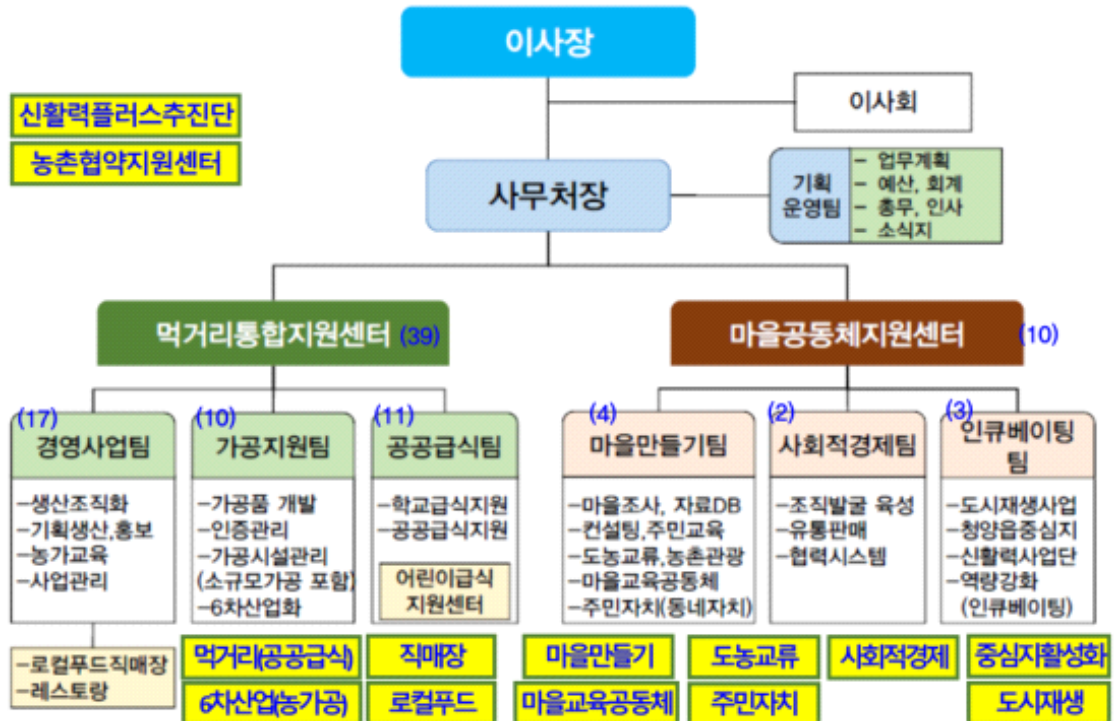 이사장
이사회
신활력플러스추진단
농촌협약지원센터
사무처장
기획
운영팀
- 업무계획
- 예산, 회계
- 총무, 인사
- 소식지
먹거리통합지원센터 (39)
마을공동체지원센터 (10)
(17)
경영사업팀
-생산조직화
-기획생산,홍보
-농가교육
-사업관리
-로컬푸드직매장
-레스토랑
(10)
가공지원팀
-가공품 개발
-인증관리
-가공시설관리
(소규모가공 포함)
-6차산업화
(11)
공공급식팀
-학교급식지원
-공공급식지원
어린이급식
지원센터
(4)
마을만들기팀
-마을조사, 자료DB
-컨설팅,주민교육
-도농교류,농촌관광
-마을교육공동체
-주민자치(동네자치)
(2)
사회적경제팀
-조직발굴 육성
-유통판매
-협력시스템
(3)
인큐베이팅
팀
-도시재생사업
-청양읍중심지
-신활력사업단
-역량강화
(인큐베이팅)
먹거리(공공급식)
직매장
마을만들기
도농교류
사회적경제
중심지활성화
6차산업(농가공)
로컬푸드
마을교육공동체
주민자치
도시재생